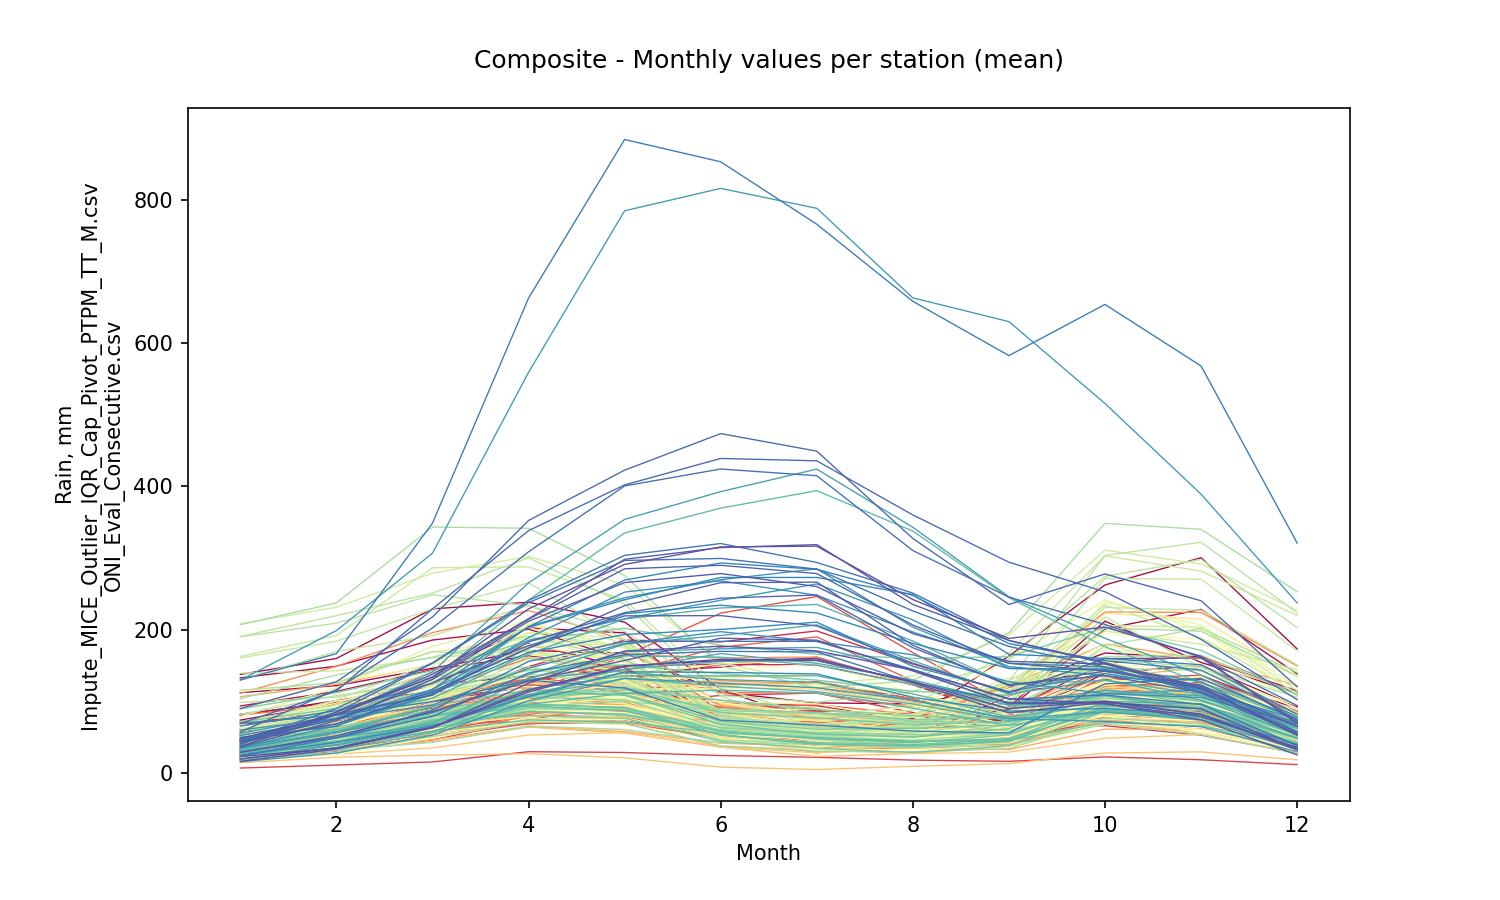 Composite - Monthly values per station (mean)
Rain, mm
Impute_MICE_Outlier_IQR_Cap_Pivot_PTPM_TT_M.csv
ONI_Eval_Consecutive.csv
800
600
400
200
0
2 4 6 8 10 12
Month